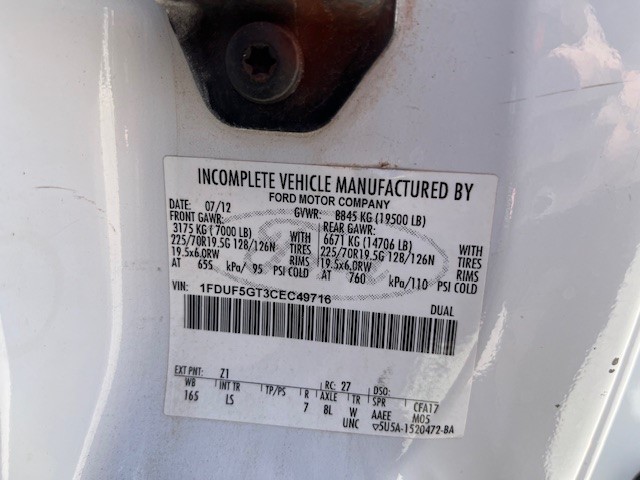 INCOMPLETE VEHICLE MANUFACTURED BY
FORD MOTOR COMPANY
DATE: 07/12 GVWR: 8845 KG (19500 LB)
FRONT GAWR: REAR GAWR:
3175 KG (7000 LB) WITH 6671 KG (14706 LB) WITH
225/70R19.5G 128/126N TIRES 225/70R19.5G 128/126N TIRES
19.5x6.0RW RIMS 19.5x6.0RW RIMS
AT 655 kPa/ 95 PSI COLD AT 760 kPa/110 PSI COLD
VIN: 1FDUF5GT3CEC49716
DUAL
EXT PNT: Z1 RC: 27 DSO:
WB INT TR TP/PS R AXLE TR SPR CFA17
165 LS 7 8L W AAEE M05
UNC ▽5U5A-1520472-BA